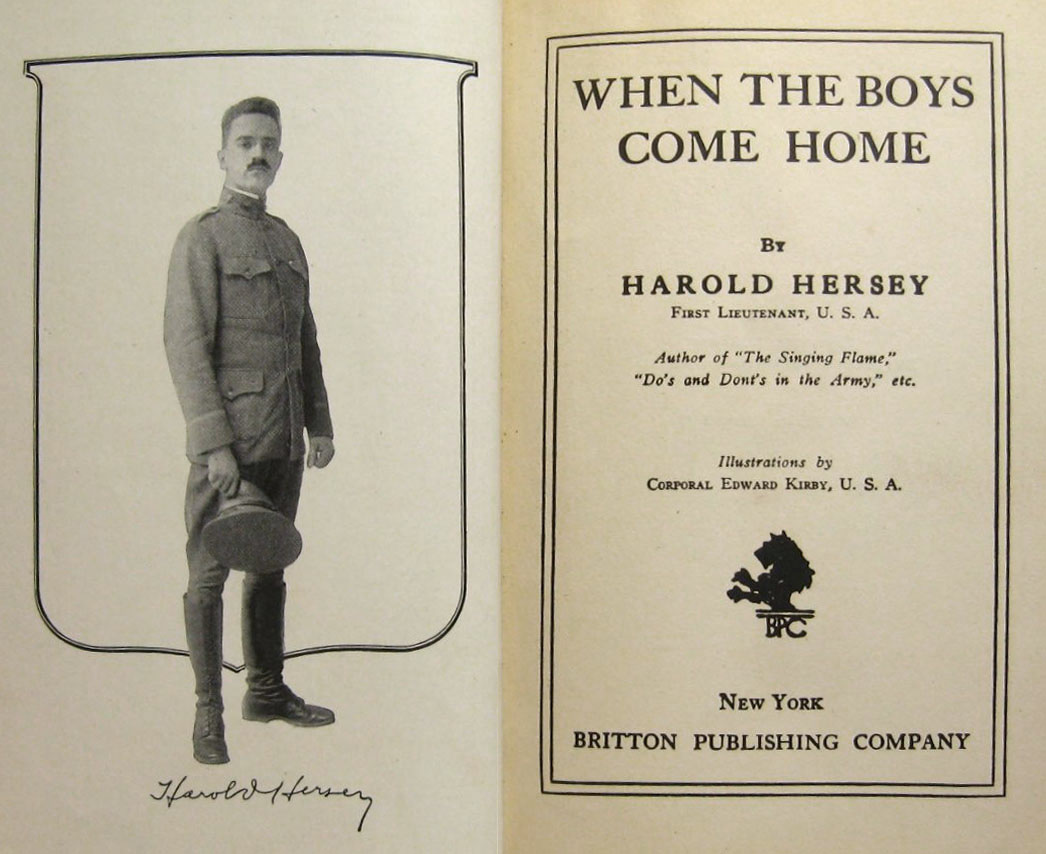 Harold Hersey
WHEN THE BOYS
COME HOME
By
HAROLD HERSEY
First Lieutenant, U. S. A.
Author of "The Singing Flame,"
"Do's and Dont's in the Army," etc.
Illustrations by
Corporal Edward Kirby, U. S. A.
BPC
New York
BRITTON PUBLISHING COMPANY